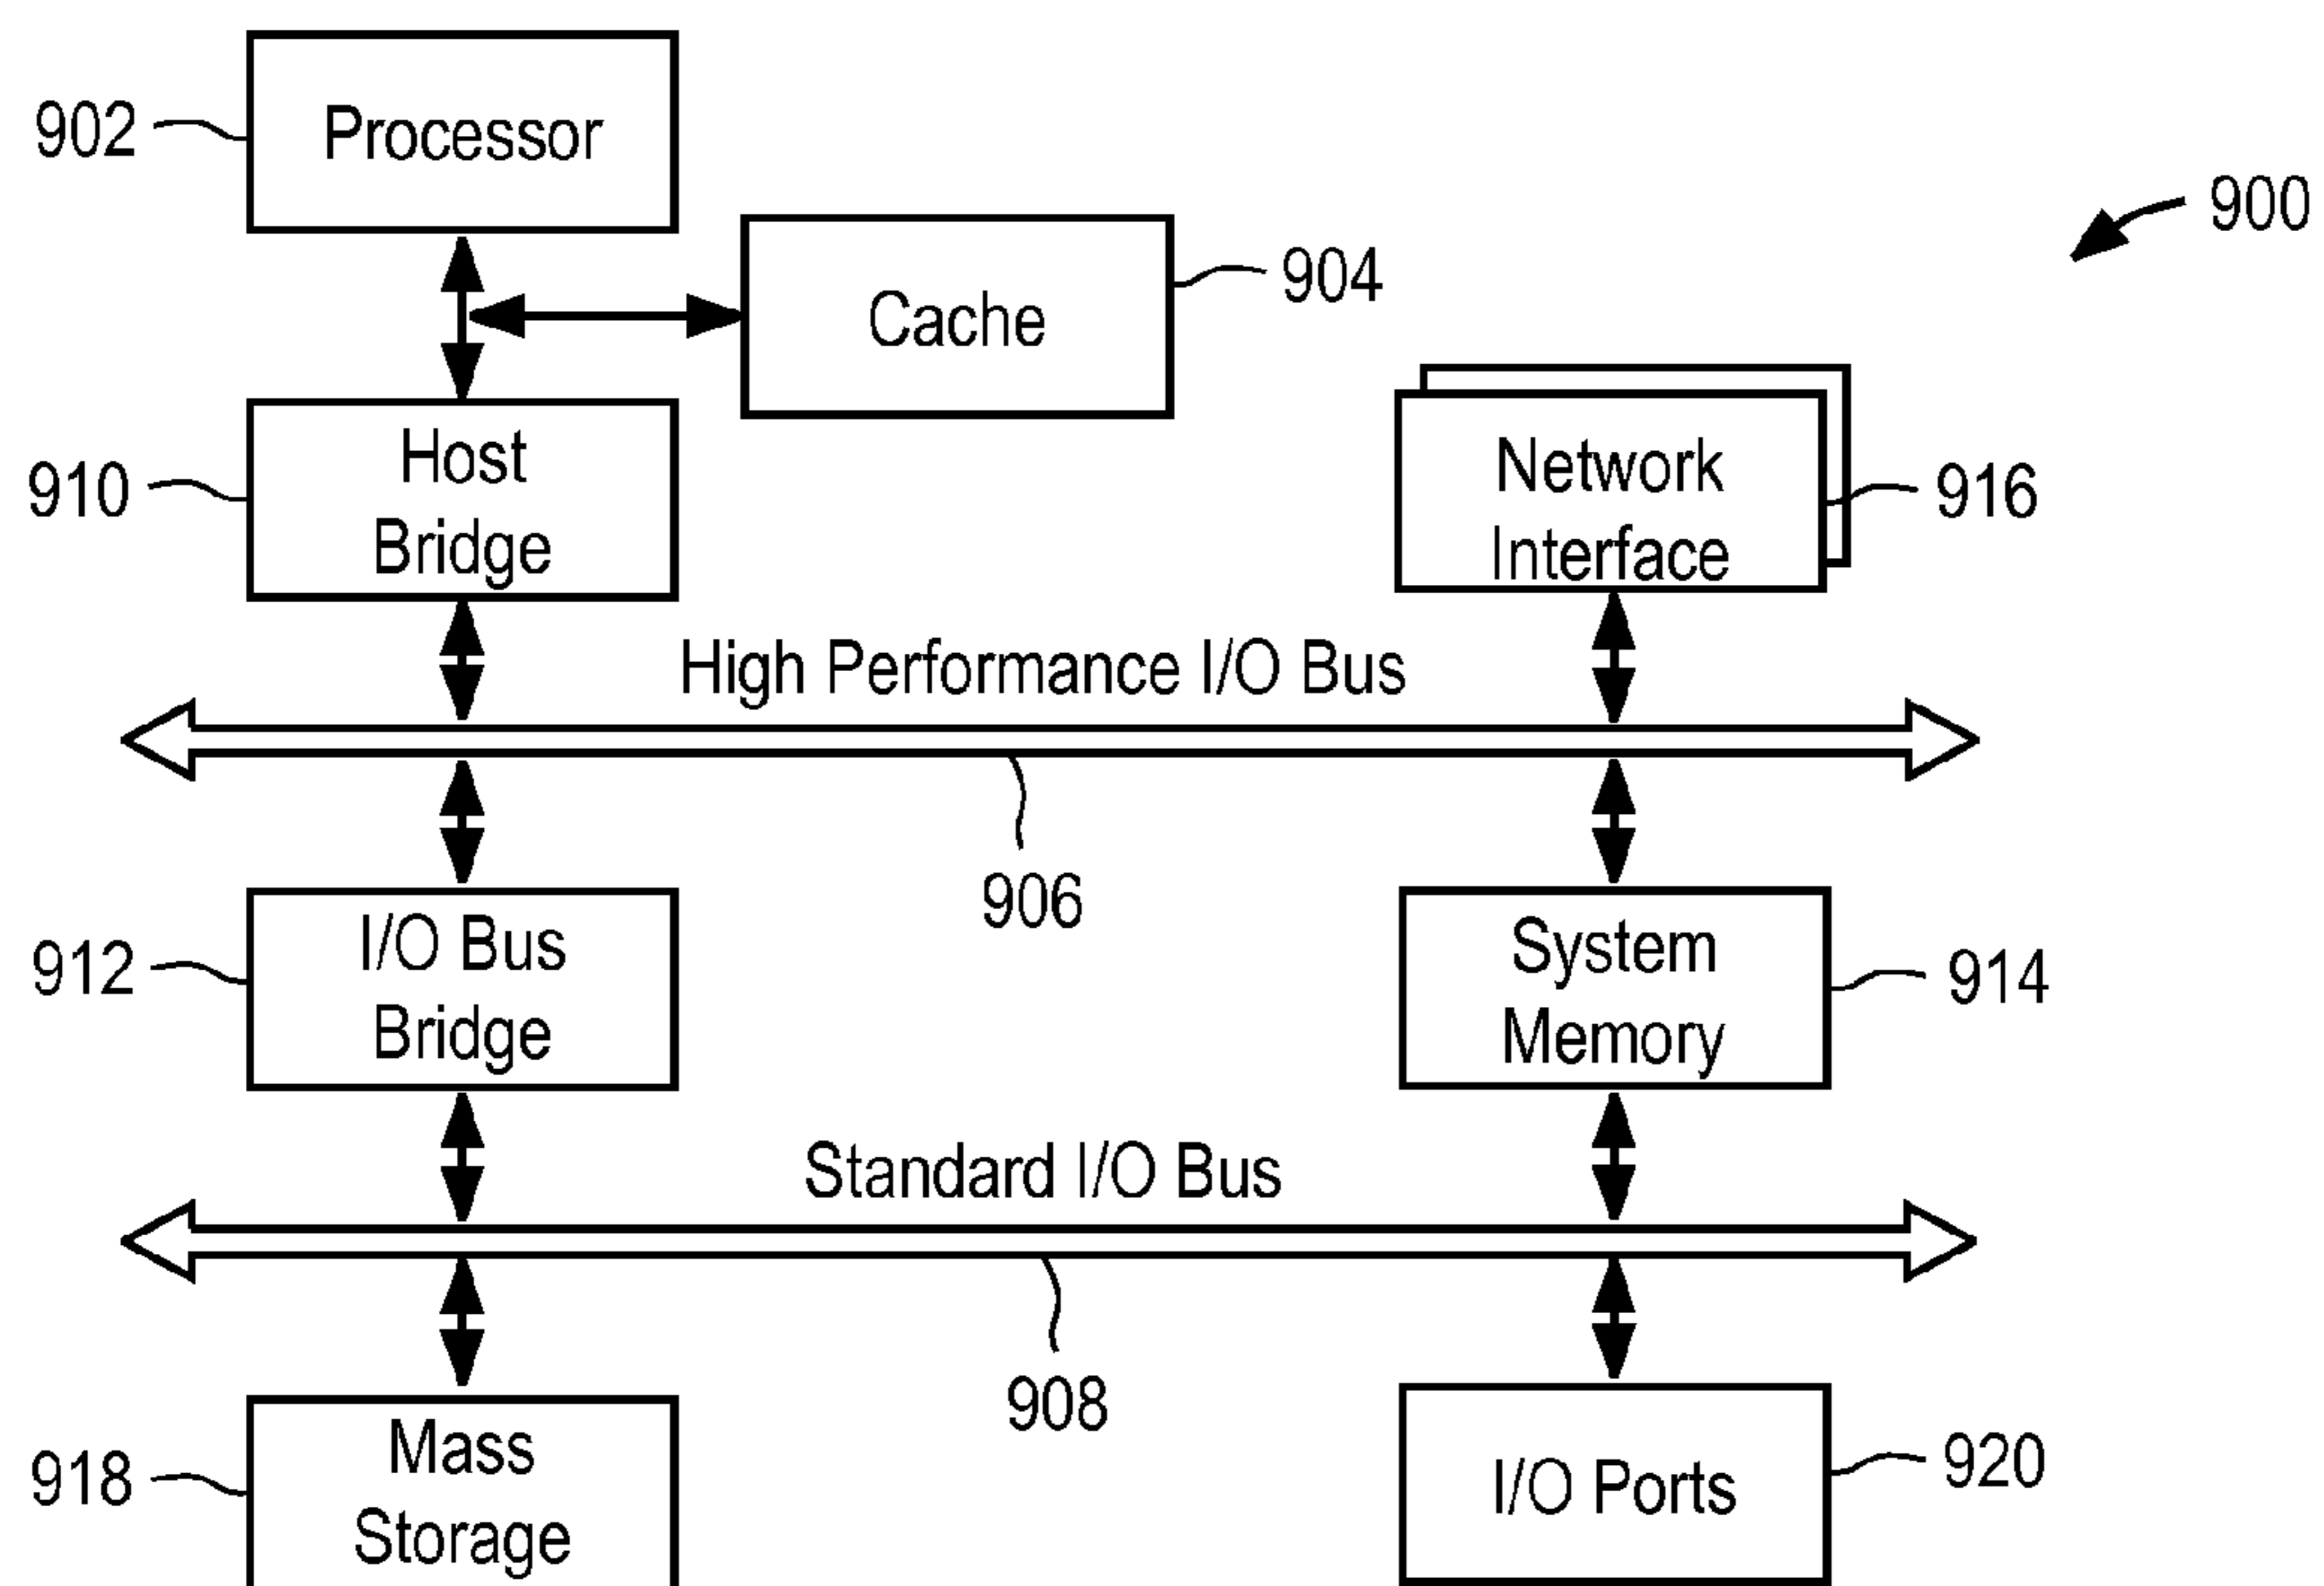 902
Processor
900
904
Cache
910
Host
Bridge
Network
Interface
916
High Performance I/O Bus
906
912
I/O Bus
Bridge
System
Memory
914
Standard I/O Bus
908
918
Mass
Storage
I/O Ports
920